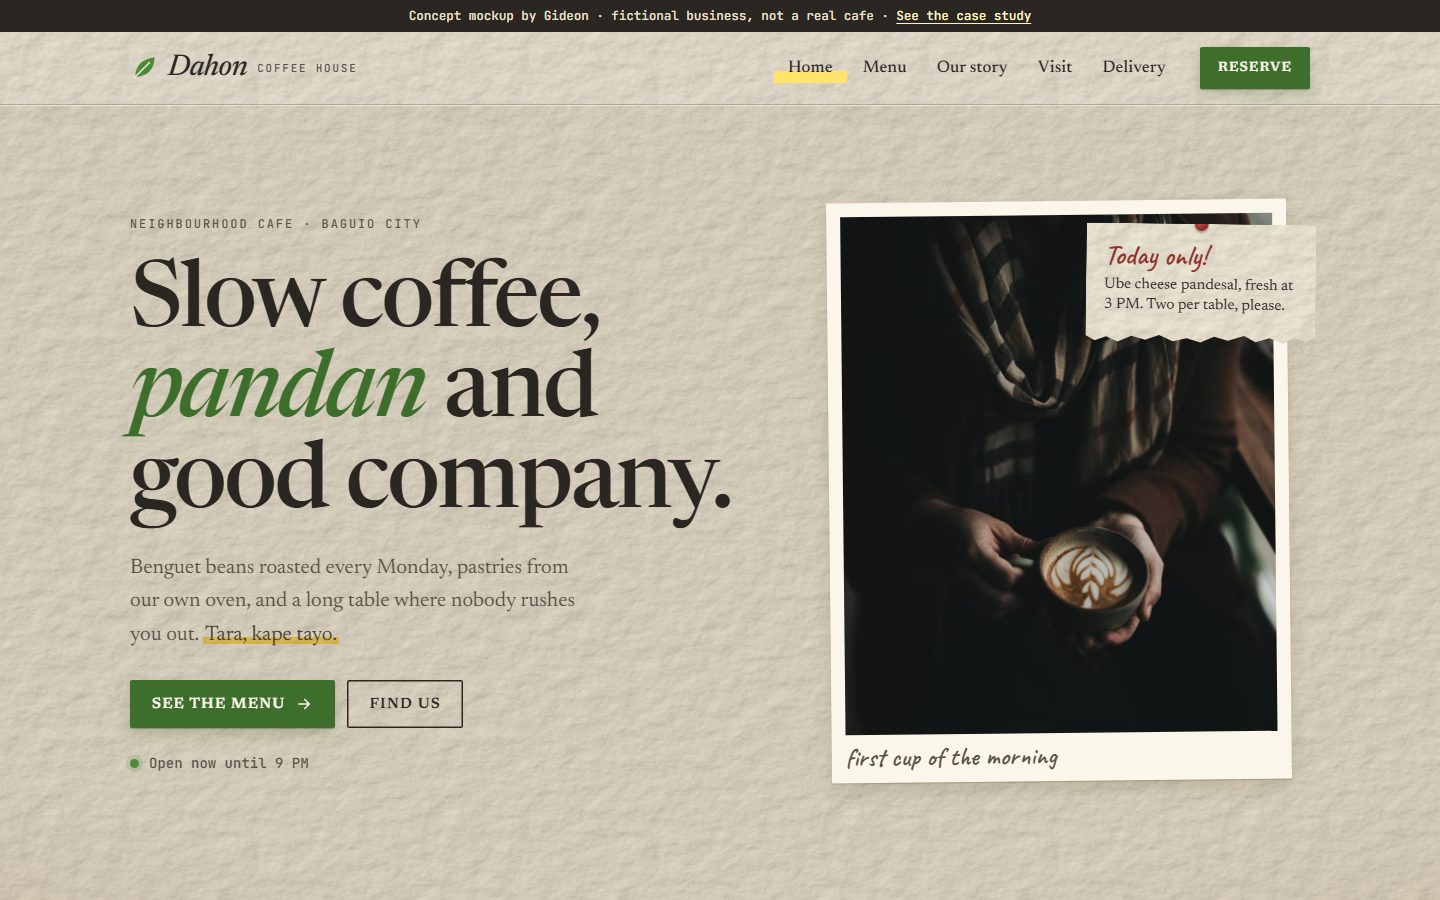 Concept mockup by Gideon · fictional business, not a real cafe · See the case study
Dahon COFFEE HOUSE
Home Menu Our story Visit Delivery RESERVE
NEIGHBOURHOOD CAFE · BAGUIO CITY
Slow coffee,
pandan and
good company.
Benguet beans roasted every Monday, pastries from
our own oven, and a long table where nobody rushes
you out. Tara, kape tayo.
SEE THE MENU →
FIND US
Open now until 9 PM
Today only!
Ube cheese pandesal, fresh at
3 PM. Two per table, please.
first cup of the morning